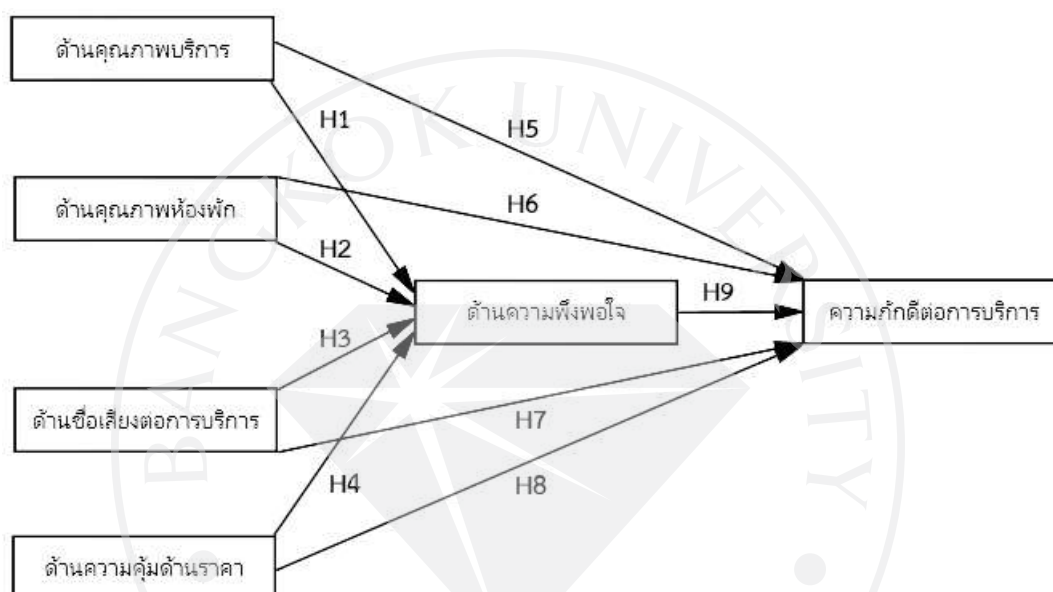 ด้านคุณภาพบริการ
H1
H5
ด้านคุณภาพห้องพัก
H2
H6
ด้านความพึงพอใจ
H9
ความภักดีต่อการบริการ
H3
ด้านชื่อเสียงต่อการบริการ
H7
H4
H8
ด้านความคุ้มด้านราคา
BANGKOK UNIVERSITY